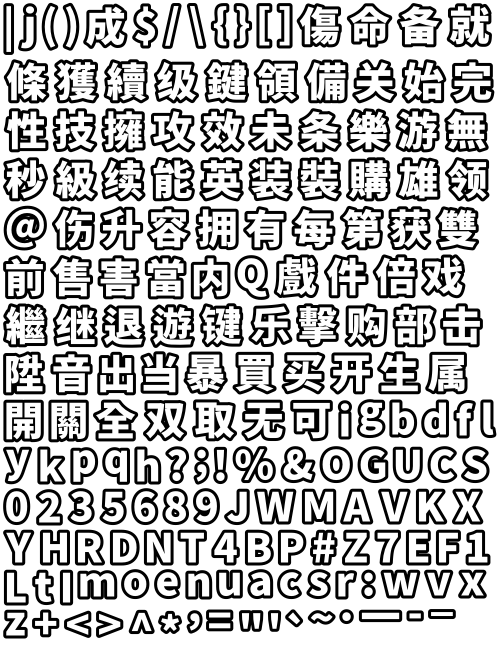 |j()成$/\{}[]傷命备就
條獲續级鍵領備关始完
性技擁攻效未条樂游無
秒級续能英装裝購雄领
@伤升容拥有每第获雙
前售害當内Q戲件倍戏
繼继退遊键乐擊购部击
陞音出当暴買买开生属
開關全双取无可igbdfl
ykpqh?;!%&OGUCS
0235689JWMAVKX
YHRDNT4BP#Z7EF1
LtImoenuacsr:wvx
z+<>^*,="'`~·—-–